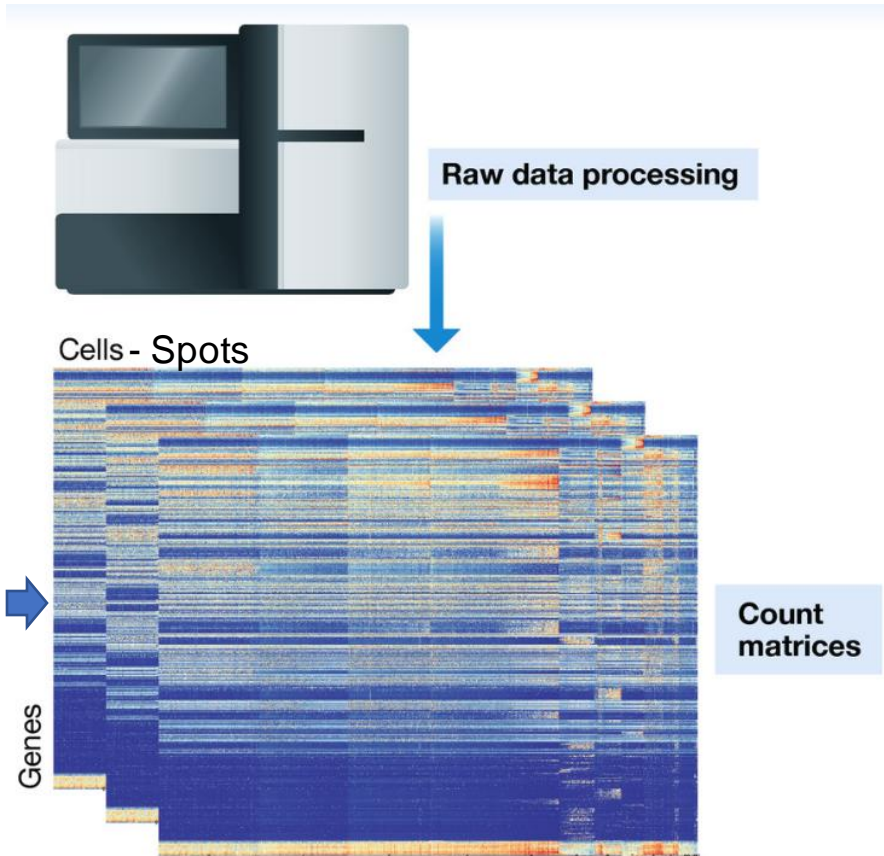 Raw data processing
Cells - Spots
Genes
Count
matrices